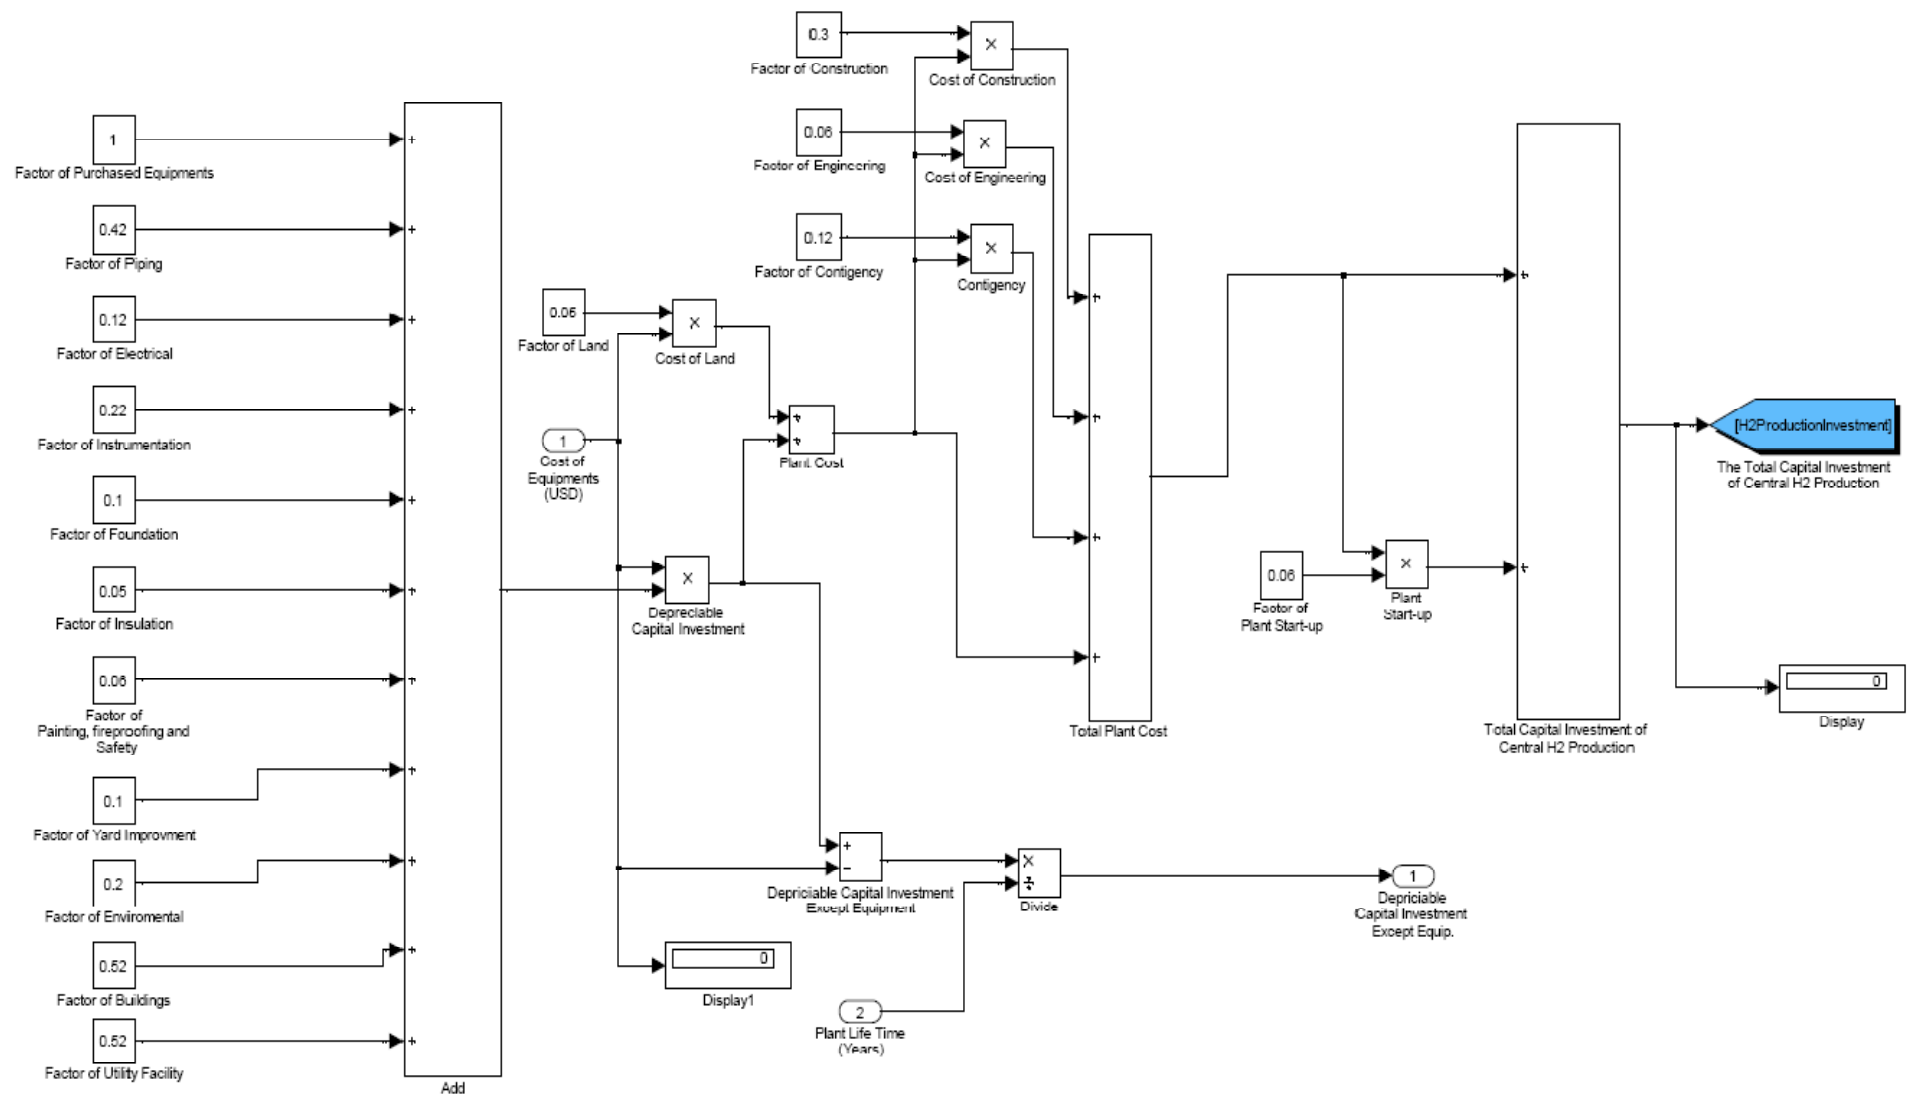 1
Factor of Purchased Equipments
0.42
Factor of Piping
0.12
Factor of Electrical
0.22
Factor of Instrumentation
0.1
Factor of Foundation
0.05
Factor of Insulation
0.06
Factor of
Painting, fireproofing and
Safety
0.1
Factor of Yard Improvment
0.2
Factor of Enviromental
0.52
Factor of Buildings
0.52
Factor of Utility Facility
+
+
+
+
+
+
+
+
+
+
+
Add
0.06
Factor of Land
×
Cost of Land
1
Cost of
Equipments
(USD)
×
Depreciable
Capital Investment
+
+
Plant Cost
0.3
Factor of Construction
×
Cost of Construction
0.06
Factor of Engineering
×
Cost of Engineering
0.12
Factor of Contigency
×
Contigency
+
+
+
+
Total Plant Cost
0.06
Factor of
Plant Start-up
×
Plant
Start-up
+
+
Total Capital Investment of
Central H2 Production
[H2ProductionInvestment]
The Total Capital Investment
of Central H2 Production
0
Display
+
−
Depriciable Capital Investment
Except Equipment
×
÷
Divide
1
Depriciable
Capital Investment
Except Equip.
0
Display1
2
Plant Life Time
(Years)